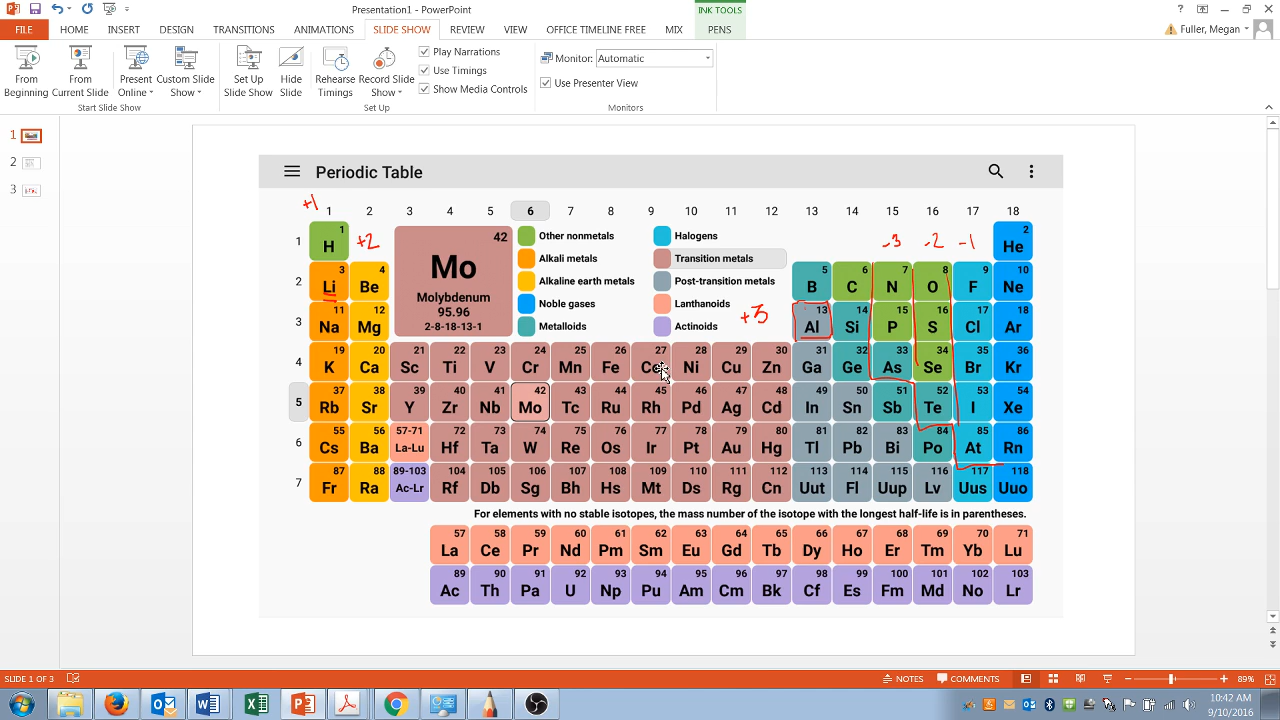 Presentation1 - PowerPoint
INK TOOLS
FILE HOME INSERT DESIGN TRANSITIONS ANIMATIONS SLIDE SHOW REVIEW VIEW OFFICE TIMELINE FREE MIX PENS
Fuller, Megan
From Beginning
From Current Slide
Present Online
Custom Slide Show
Start Slide Show
Set Up Slide Show
Hide Slide
Rehearse Timings
Record Slide Show
Play Narrations
Use Timings
Show Media Controls
Set Up
Monitor: Automatic
Use Presenter View
Monitors
1
2
3
Periodic Table
+1
1 2 3 4 5 6 7 8 9 10 11 12 13 14 15 16 17 18
+2 -3 -2 -1
1 H 1 He 2
42
Mo
Molybdenum
95.96
2-8-18-13-1
Other nonmetals
Alkali metals
Alkaline earth metals
Noble gases
Metalloids
Halogens
Transition metals
Post-transition metals
Lanthanoids
Actinoids
+3
2 Li 3 Be 4 B 5 C 6 N 7 O 8 F 9 Ne 10
3 Na 11 Mg 12 Al 13 Si 14 P 15 S 16 Cl 17 Ar 18
4 K 19 Ca 20 Sc 21 Ti 22 V 23 Cr 24 Mn 25 Fe 26 Co 27 Ni 28 Cu 29 Zn 30 Ga 31 Ge 32 As 33 Se 34 Br 35 Kr 36
5 Rb 37 Sr 38 Y 39 Zr 40 Nb 41 Mo 42 Tc 43 Ru 44 Rh 45 Pd 46 Ag 47 Cd 48 In 49 Sn 50 Sb 51 Te 52 I 53 Xe 54
6 Cs 55 Ba 56 La-Lu 57-71 Hf 72 Ta 73 W 74 Re 75 Os 76 Ir 77 Pt 78 Au 79 Hg 80 Tl 81 Pb 82 Bi 83 Po 84 At 85 Rn 86
7 Fr 87 Ra 88 Ac-Lr 89-103 Rf 104 Db 105 Sg 106 Bh 107 Hs 108 Mt 109 Ds 110 Rg 111 Cn 112 Uut 113 Fl 114 Uup 115 Lv 116 Uus 117 Uuo 118
For elements with no stable isotopes, the mass number of the isotope with the longest half-life is in parentheses.
La 57 Ce 58 Pr 59 Nd 60 Pm 61 Sm 62 Eu 63 Gd 64 Tb 65 Dy 66 Ho 67 Er 68 Tm 69 Yb 70 Lu 71
Ac 89 Th 90 Pa 91 U 92 Np 93 Pu 94 Am 95 Cm 96 Bk 97 Cf 98 Es 99 Fm 100 Md 101 No 102 Lr 103
SLIDE 1 OF 3
NOTES
COMMENTS
89%
10:42 AM
9/10/2016